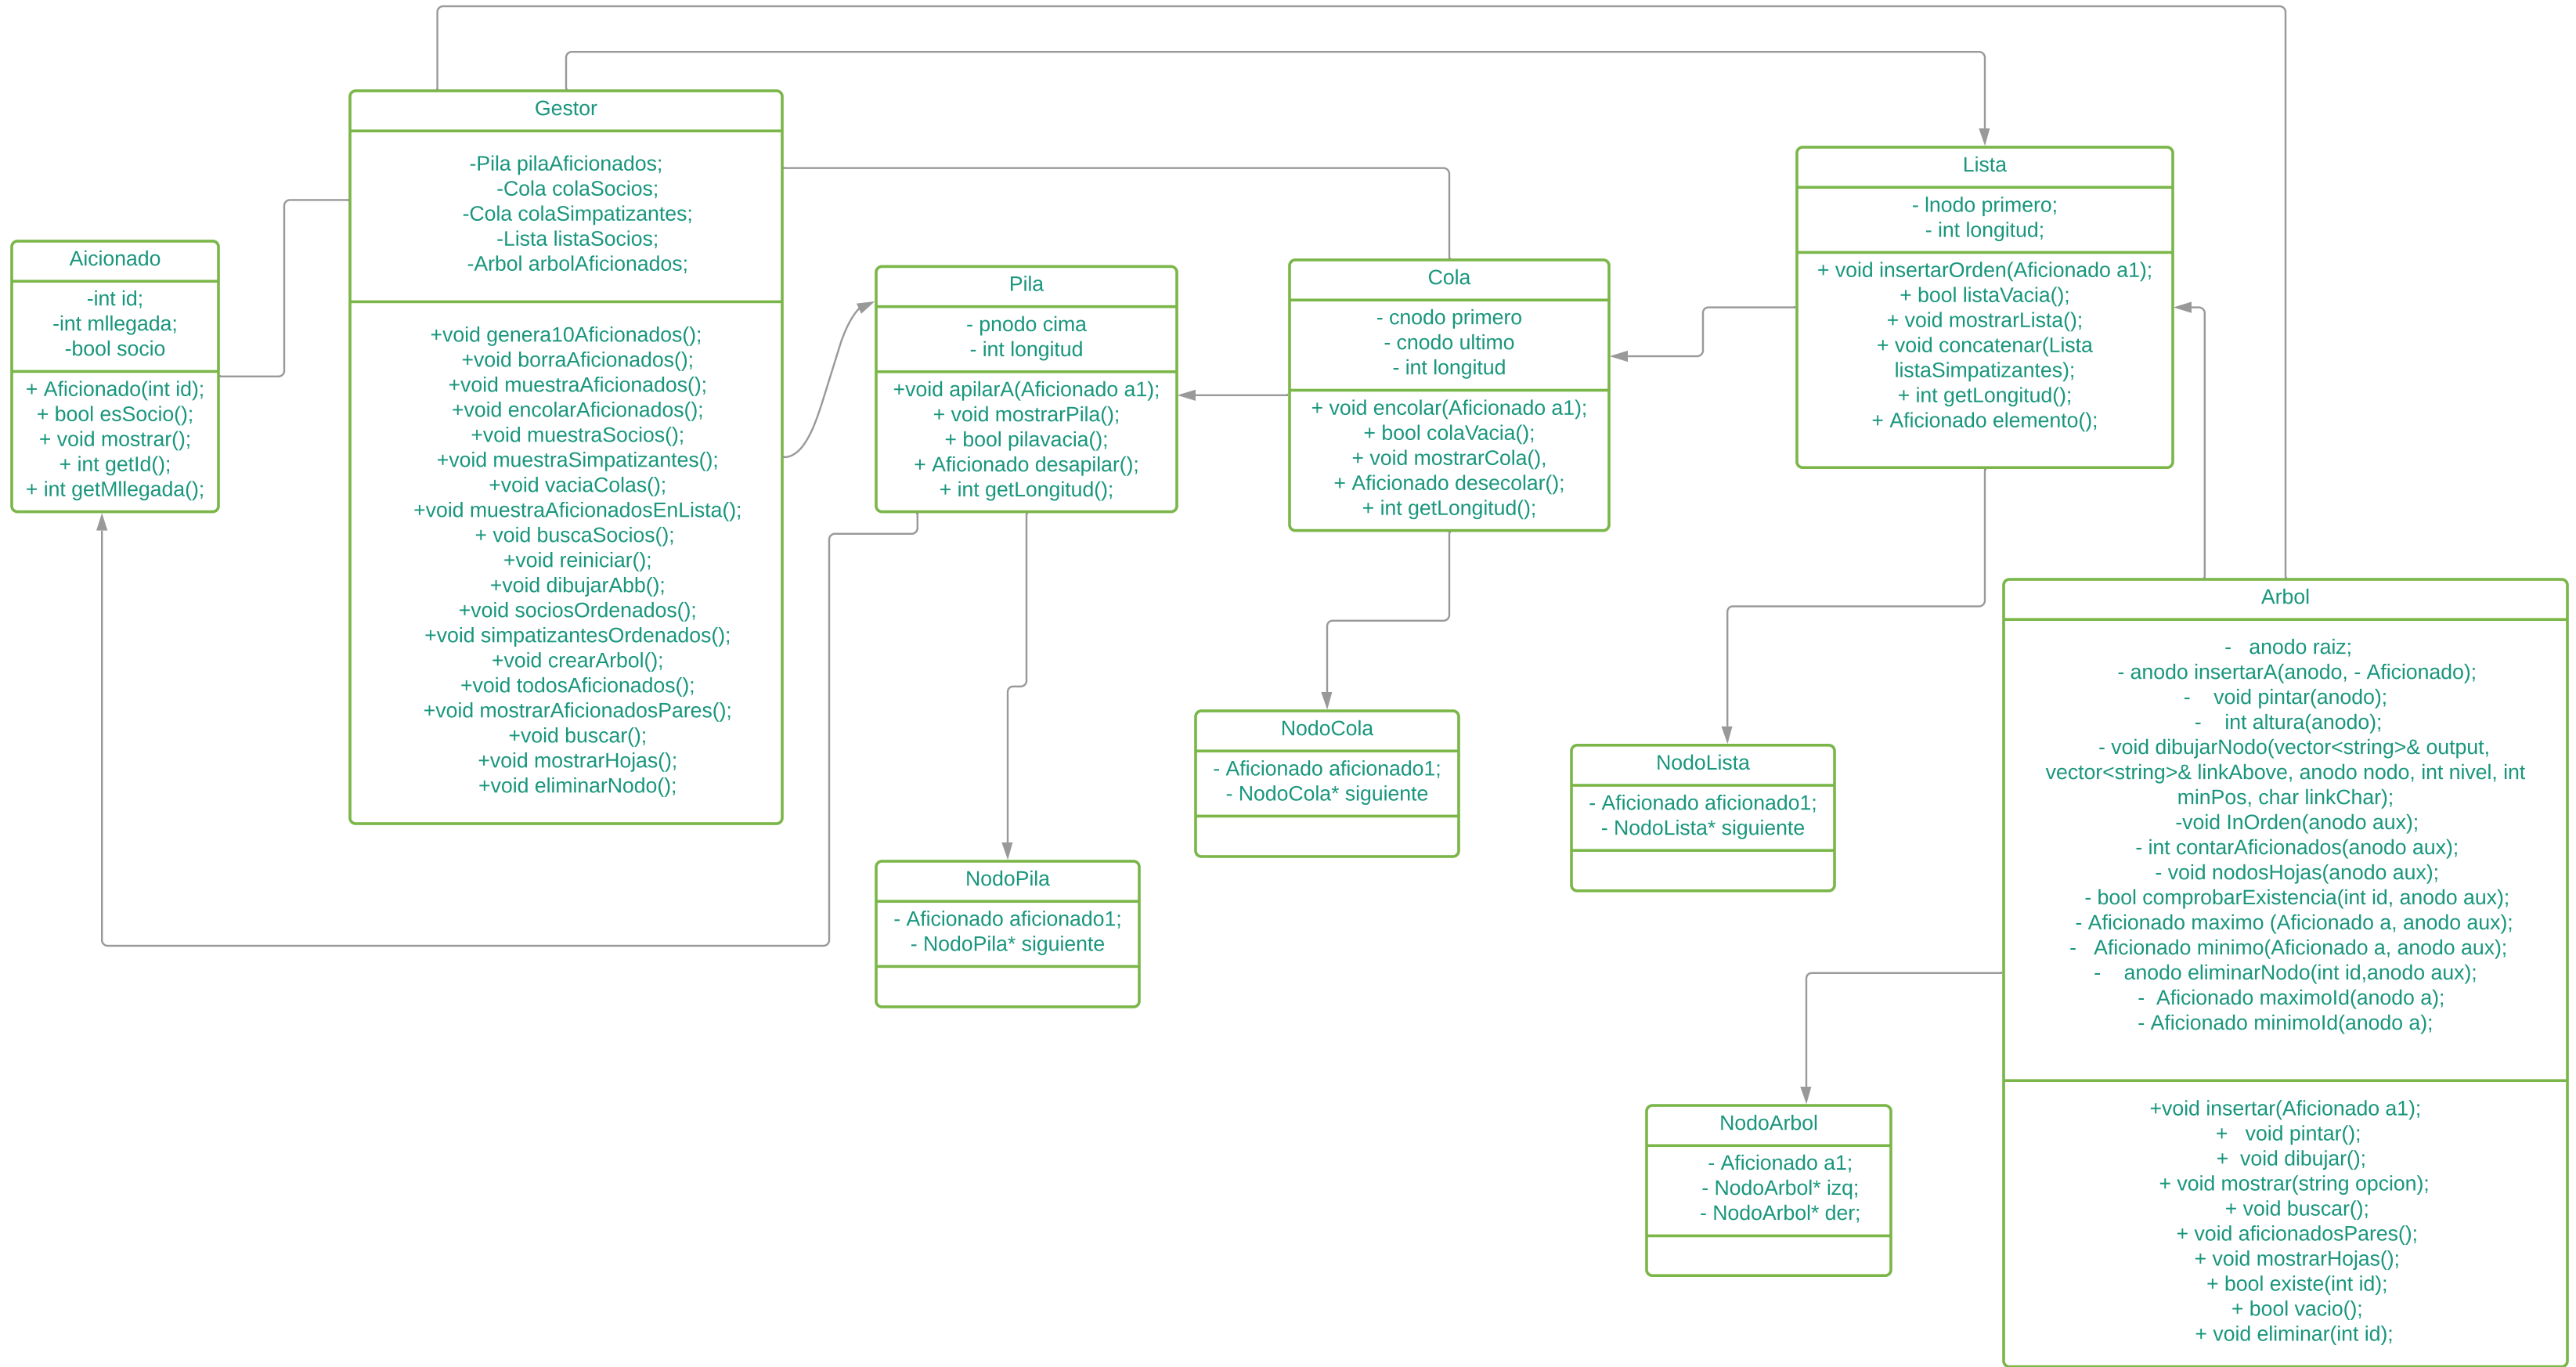 Gestor
-Pila pilaAficionados;
-Cola colaSocios;
-Cola colaSimpatizantes;
-Lista listaSocios;
-Arbol arbolAficionados;
+void genera10Aficionados();
+void borraAficionados();
+void muestraAficionados();
+void encolarAficionados();
+void muestraSocios();
+void muestraSimpatizantes();
+void vaciaColas();
+void muestraAficionadosEnLista();
+ void buscaSocios();
+void reiniciar();
+void dibujarAbb();
+void sociosOrdenados();
+void simpatizantesOrdenados();
+void crearArbol();
+void todosAficionados();
+void mostrarAficionadosPares();
+void buscar();
+void mostrarHojas();
+void eliminarNodo();
Aicionado
-int id;
-int mllegada;
-bool socio
+ Aficionado(int id);
+ bool esSocio();
+ void mostrar();
+ int getId();
+ int getMllegada();
Pila
- pnodo cima
- int longitud
+void apilarA(Aficionado a1);
+ void mostrarPila();
+ bool pilavacia();
+ Aficionado desapilar();
+ int getLongitud();
Cola
- cnodo primero
- cnodo ultimo
- int longitud
+ void encolar(Aficionado a1);
+ bool colaVacia();
+ void mostrarCola(),
+ Aficionado desecolar();
+ int getLongitud();
Lista
- lnodo primero;
- int longitud;
+ void insertarOrden(Aficionado a1);
+ bool listaVacia();
+ void mostrarLista();
+ void concatenar(Lista
listaSimpatizantes);
+ int getLongitud();
+ Aficionado elemento();
NodoPila
- Aficionado aficionado1;
- NodoPila* siguiente
NodoCola
- Aficionado aficionado1;
- NodoCola* siguiente
NodoLista
- Aficionado aficionado1;
- NodoLista* siguiente
Arbol
- anodo raiz;
- anodo insertarA(anodo, - Aficionado);
- void pintar(anodo);
- int altura(anodo);
- void dibujarNodo(vector<string>& output,
vector<string>& linkAbove, anodo nodo, int nivel, int
minPos, char linkChar);
-void InOrden(anodo aux);
- int contarAficionados(anodo aux);
- void nodosHojas(anodo aux);
- bool comprobarExistencia(int id, anodo aux);
- Aficionado maximo (Aficionado a, anodo aux);
- Aficionado minimo(Aficionado a, anodo aux);
- anodo eliminarNodo(int id,anodo aux);
- Aficionado maximoId(anodo a);
- Aficionado minimoId(anodo a);
+void insertar(Aficionado a1);
+ void pintar();
+ void dibujar();
+ void mostrar(string opcion);
+ void buscar();
+ void aficionadosPares();
+ void mostrarHojas();
+ bool existe(int id);
+ bool vacio();
+ void eliminar(int id);
NodoArbol
- Aficionado a1;
- NodoArbol* izq;
- NodoArbol* der;